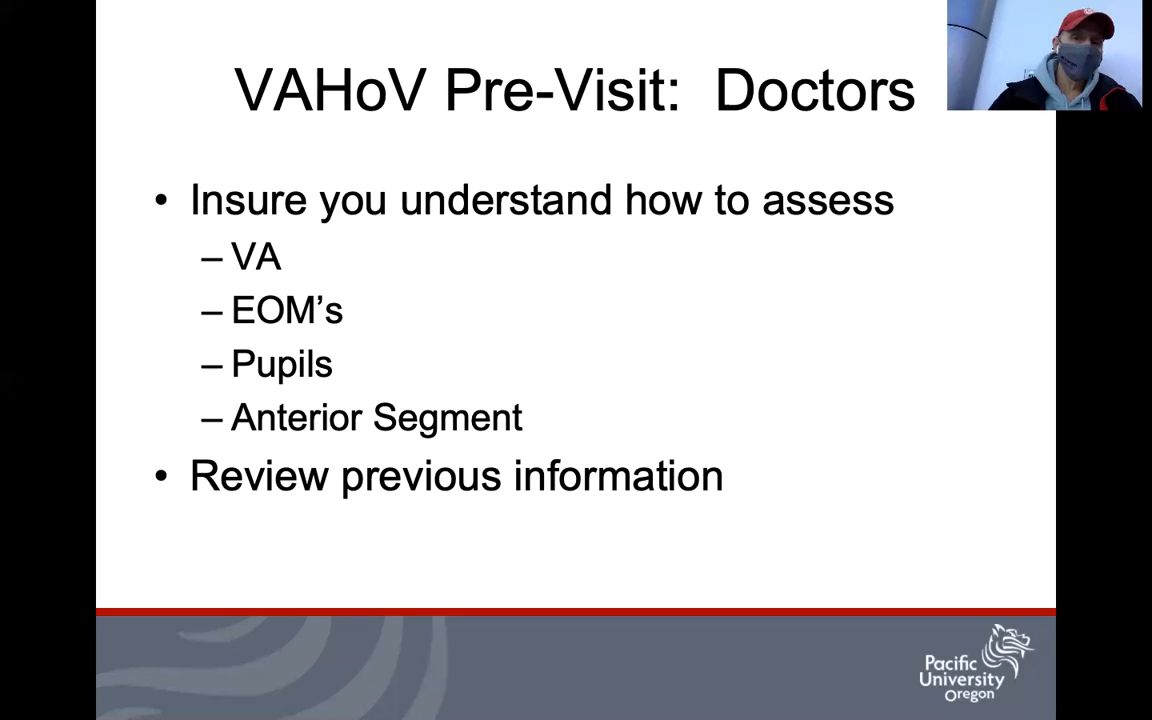 VAHoV Pre-Visit:  Doctors
• Insure you understand how to assess
– VA
– EOM’s
– Pupils
– Anterior Segment
• Review previous information
Pacific
University
Oregon